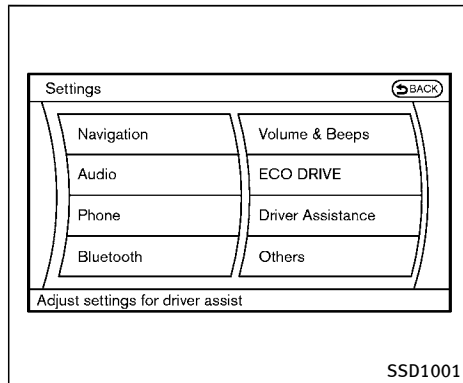 Settings
BACK
Navigation
Volume & Beeps
Audio
ECO DRIVE
Phone
Driver Assistance
Bluetooth
Others
Adjust settings for driver assist
SSD1001